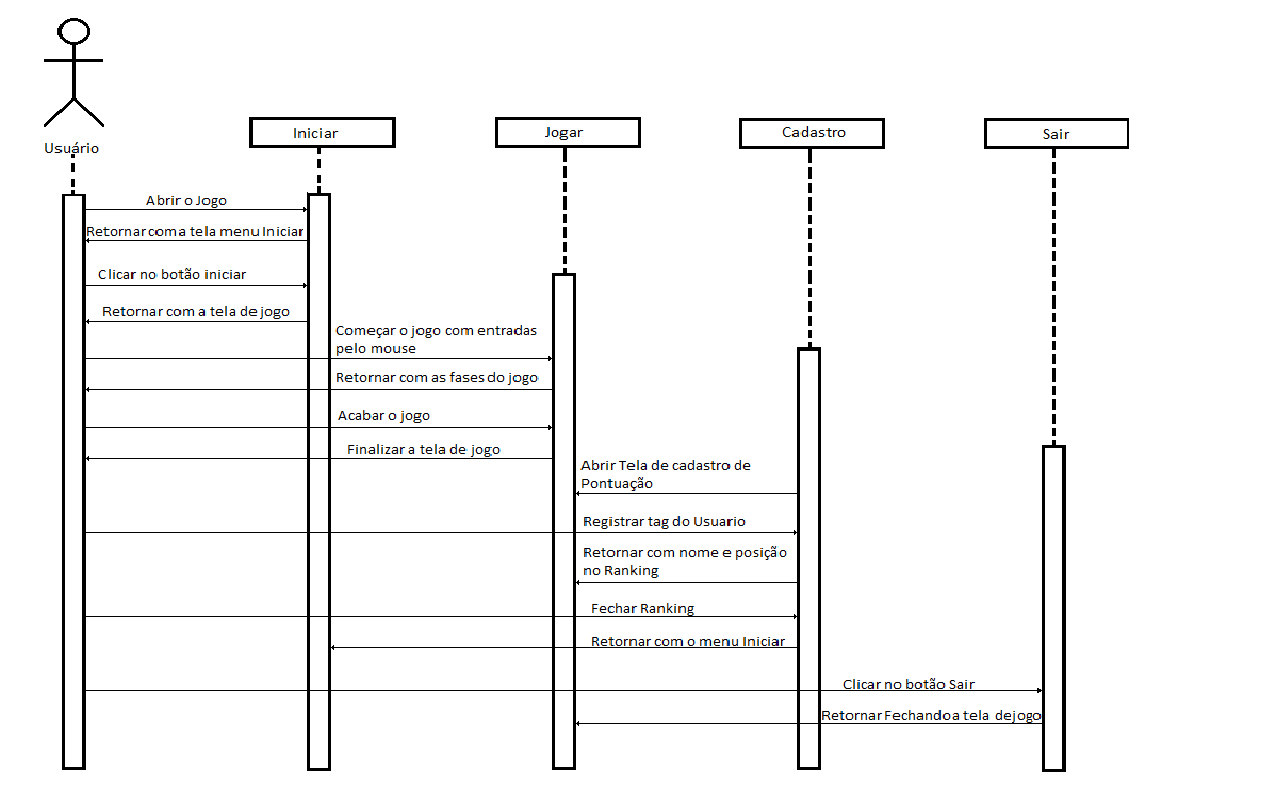 Usuário
Iniciar
Jogar
Cadastro
Sair
Abrir o Jogo
Retornar com a tela menu Iniciar
Clicar no botão iniciar
Retornar com a tela de jogo
Começar o jogo com entradas
pelo mouse
Retornar com as fases do jogo
Acabar o jogo
Finalizar a tela de jogo
Abrir Tela de cadastro de
Pontuação
Registrar tag do Usuario
Retornar com nome e posição
no Ranking
Fechar Ranking
Retornar com o menu Iniciar
Clicar no botão Sair
Retornar Fechando a tela de jogo